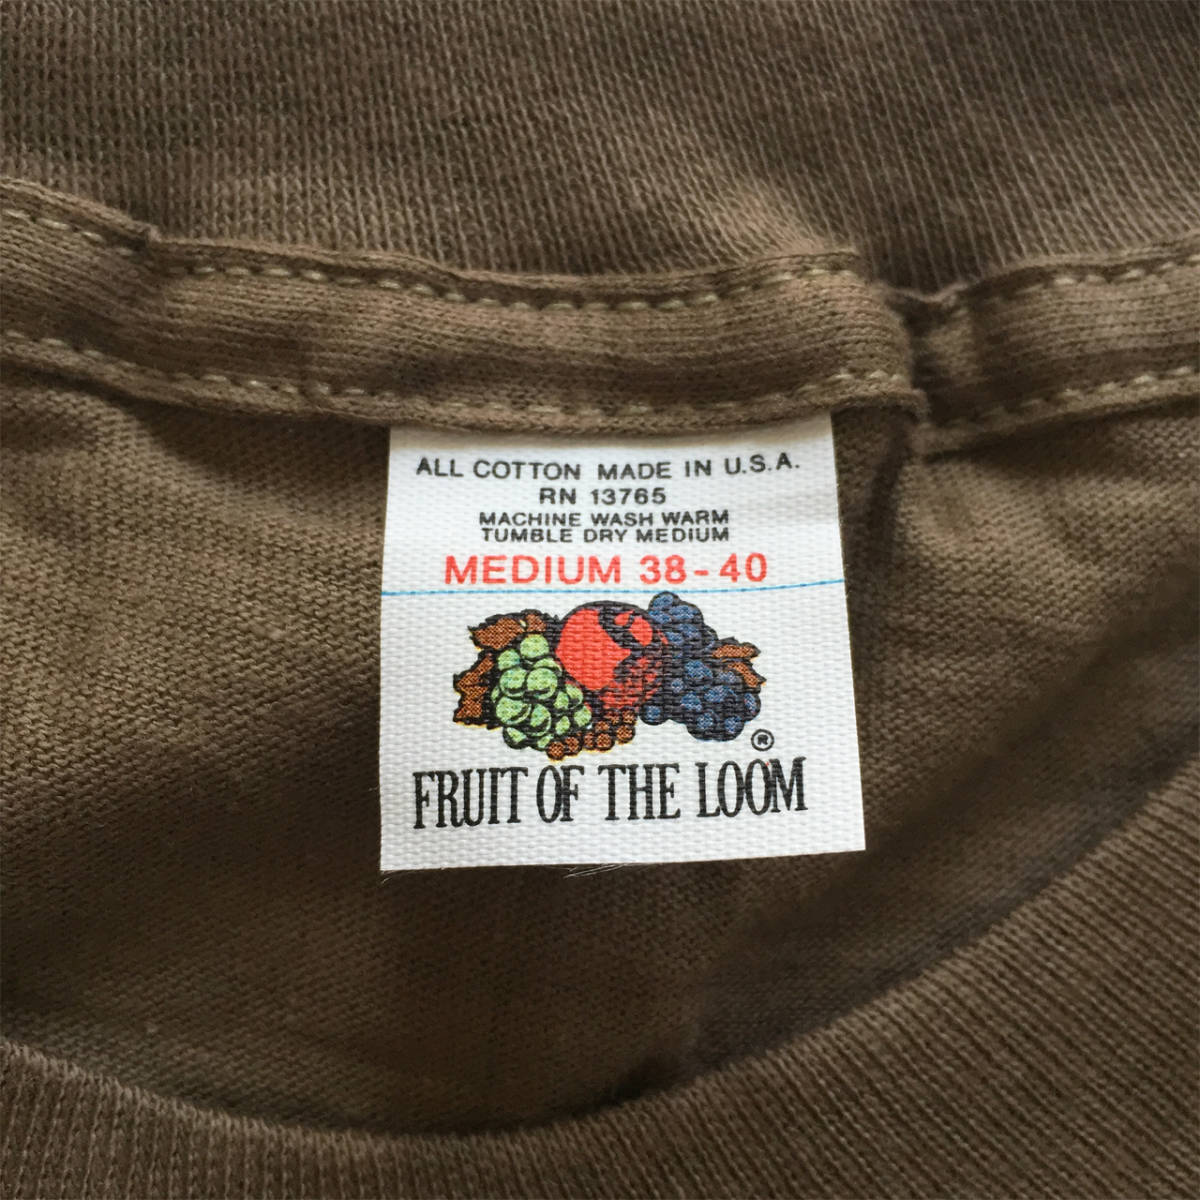 ALL COTTON MADE IN U.S.A.
RN 13765
MACHINE WASH WARM
TUMBLE DRY MEDIUM
MEDIUM 38-40
®
FRUIT OF THE LOOM